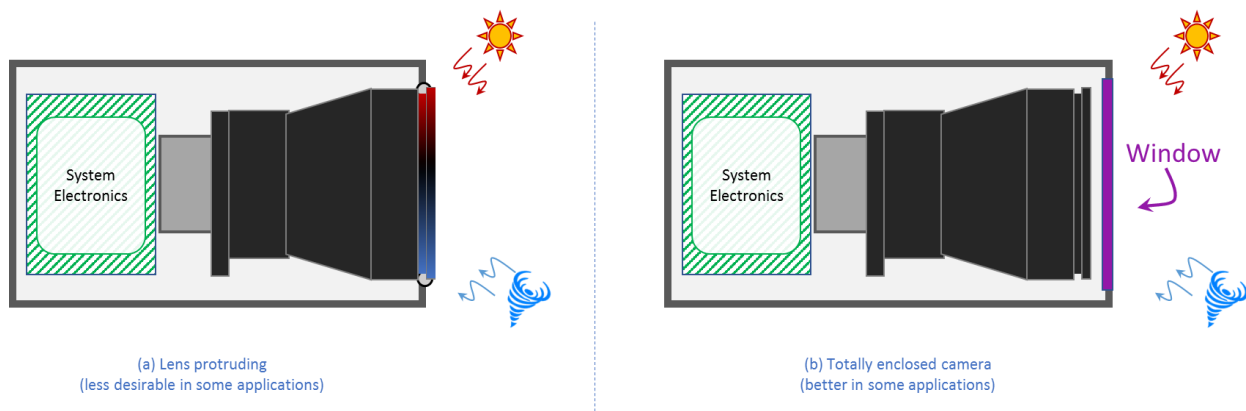 System
Electronics
(a) Lens protruding
(less desirable in some applications)
System
Electronics
Window
(b) Totally enclosed camera
(better in some applications)